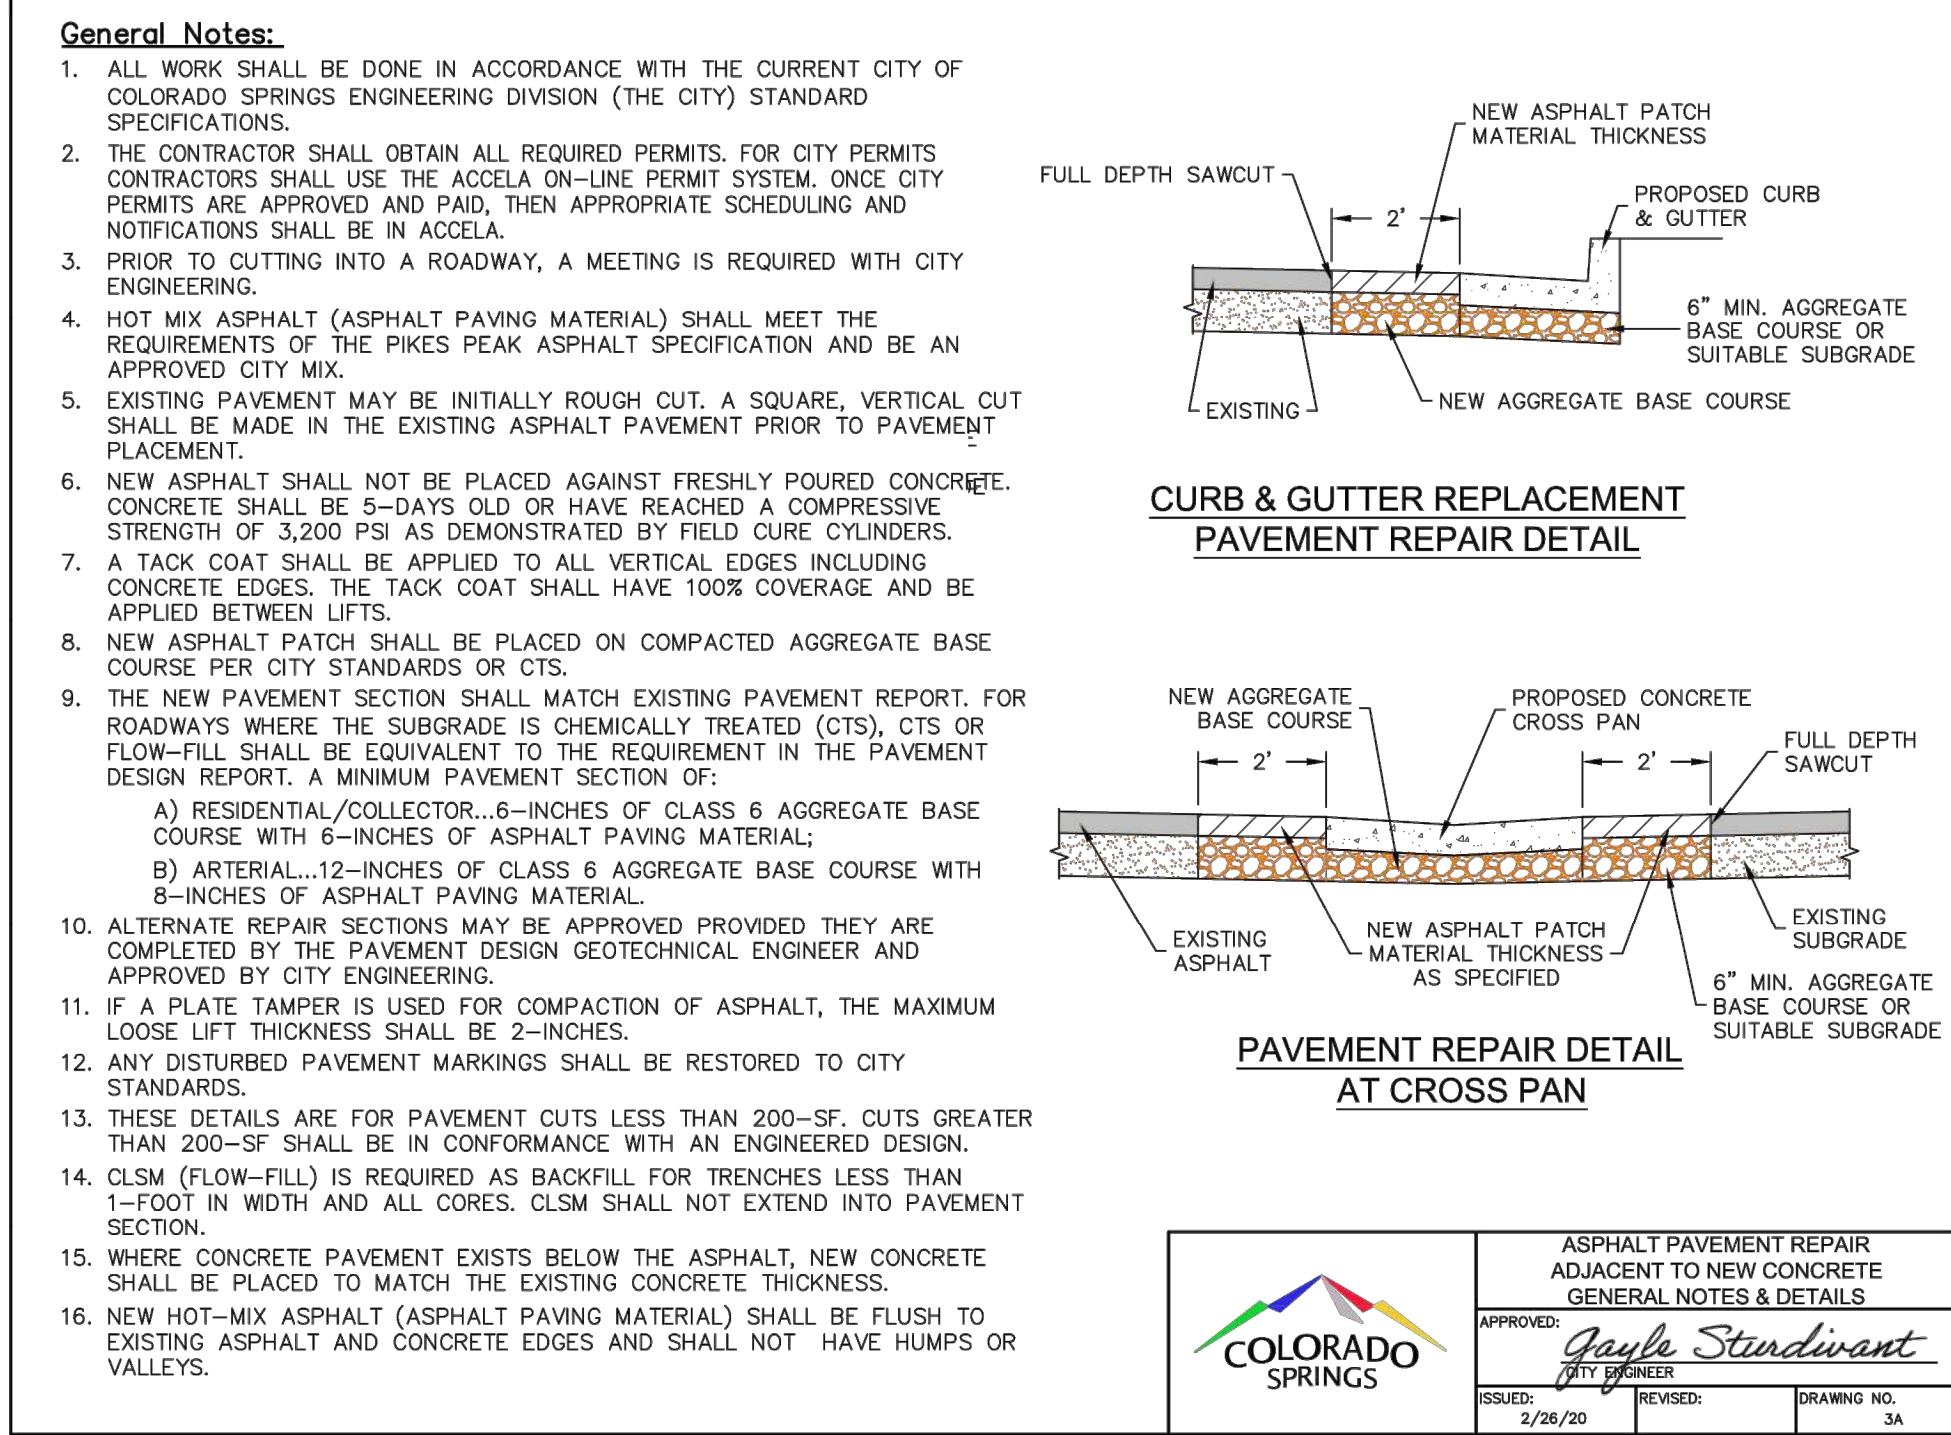 General Notes:
1. ALL WORK SHALL BE DONE IN ACCORDANCE WITH THE CURRENT CITY OF
COLORADO SPRINGS ENGINEERING DIVISION (THE CITY) STANDARD
SPECIFICATIONS.
2. THE CONTRACTOR SHALL OBTAIN ALL REQUIRED PERMITS. FOR CITY PERMITS
CONTRACTORS SHALL USE THE ACCELA ON-LINE PERMIT SYSTEM. ONCE CITY
PERMITS ARE APPROVED AND PAID, THEN APPROPRIATE SCHEDULING AND
NOTIFICATIONS SHALL BE IN ACCELA.
3. PRIOR TO CUTTING INTO A ROADWAY, A MEETING IS REQUIRED WITH CITY
ENGINEERING.
4. HOT MIX ASPHALT (ASPHALT PAVING MATERIAL) SHALL MEET THE
REQUIREMENTS OF THE PIKES PEAK ASPHALT SPECIFICATION AND BE AN
APPROVED CITY MIX.
5. EXISTING PAVEMENT MAY BE INITIALLY ROUGH CUT. A SQUARE, VERTICAL CUT
SHALL BE MADE IN THE EXISTING ASPHALT PAVEMENT PRIOR TO PAVEMENT
PLACEMENT.
6. NEW ASPHALT SHALL NOT BE PLACED AGAINST FRESHLY POURED CONCRETE.
CONCRETE SHALL BE 5-DAYS OLD OR HAVE REACHED A COMPRESSIVE
STRENGTH OF 3,200 PSI AS DEMONSTRATED BY FIELD CURE CYLINDERS.
7. A TACK COAT SHALL BE APPLIED TO ALL VERTICAL EDGES INCLUDING
CONCRETE EDGES. THE TACK COAT SHALL HAVE 100% COVERAGE AND BE
APPLIED BETWEEN LIFTS.
8. NEW ASPHALT PATCH SHALL BE PLACED ON COMPACTED AGGREGATE BASE
COURSE PER CITY STANDARDS OR CTS.
9. THE NEW PAVEMENT SECTION SHALL MATCH EXISTING PAVEMENT REPORT. FOR
ROADWAYS WHERE THE SUBGRADE IS CHEMICALLY TREATED (CTS), CTS OR
FLOW-FILL SHALL BE EQUIVALENT TO THE REQUIREMENT IN THE PAVEMENT
DESIGN REPORT. A MINIMUM PAVEMENT SECTION OF:
A) RESIDENTIAL/COLLECTOR...6-INCHES OF CLASS 6 AGGREGATE BASE
COURSE WITH 6-INCHES OF ASPHALT PAVING MATERIAL;
B) ARTERIAL...12-INCHES OF CLASS 6 AGGREGATE BASE COURSE WITH
8-INCHES OF ASPHALT PAVING MATERIAL.
10. ALTERNATE REPAIR SECTIONS MAY BE APPROVED PROVIDED THEY ARE
COMPLETED BY THE PAVEMENT DESIGN GEOTECHNICAL ENGINEER AND
APPROVED BY CITY ENGINEERING.
11. IF A PLATE TAMPER IS USED FOR COMPACTION OF ASPHALT, THE MAXIMUM
LOOSE LIFT THICKNESS SHALL BE 2-INCHES.
12. ANY DISTURBED PAVEMENT MARKINGS SHALL BE RESTORED TO CITY
STANDARDS.
13. THESE DETAILS ARE FOR PAVEMENT CUTS LESS THAN 200-SF. CUTS GREATER
THAN 200-SF SHALL BE IN CONFORMANCE WITH AN ENGINEERED DESIGN.
14. CLSM (FLOW-FILL) IS REQUIRED AS BACKFILL FOR TRENCHES LESS THAN
1-FOOT IN WIDTH AND ALL CORES. CLSM SHALL NOT EXTEND INTO PAVEMENT
SECTION.
15. WHERE CONCRETE PAVEMENT EXISTS BELOW THE ASPHALT, NEW CONCRETE
SHALL BE PLACED TO MATCH THE EXISTING CONCRETE THICKNESS.
16. NEW HOT-MIX ASPHALT (ASPHALT PAVING MATERIAL) SHALL BE FLUSH TO
EXISTING ASPHALT AND CONCRETE EDGES AND SHALL NOT HAVE HUMPS OR
VALLEYS.
NEW ASPHALT PATCH
MATERIAL THICKNESS
FULL DEPTH SAWCUT
PROPOSED CURB
& GUTTER
2'
6" MIN. AGGREGATE
BASE COURSE OR
SUITABLE SUBGRADE
EXISTING
NEW AGGREGATE BASE COURSE
CURB & GUTTER REPLACEMENT
PAVEMENT REPAIR DETAIL
NEW AGGREGATE
BASE COURSE
PROPOSED CONCRETE
CROSS PAN
FULL DEPTH
SAWCUT
2'
2'
EXISTING
ASPHALT
NEW ASPHALT PATCH
MATERIAL THICKNESS
AS SPECIFIED
EXISTING
SUBGRADE
6" MIN. AGGREGATE
BASE COURSE OR
SUITABLE SUBGRADE
PAVEMENT REPAIR DETAIL
AT CROSS PAN
COLORADO
SPRINGS
ASPHALT PAVEMENT REPAIR
ADJACENT TO NEW CONCRETE
GENERAL NOTES & DETAILS
APPROVED:
Gayle Sturdivant
CITY ENGINEER
ISSUED:
2/26/20
REVISED:
DRAWING NO.
3A